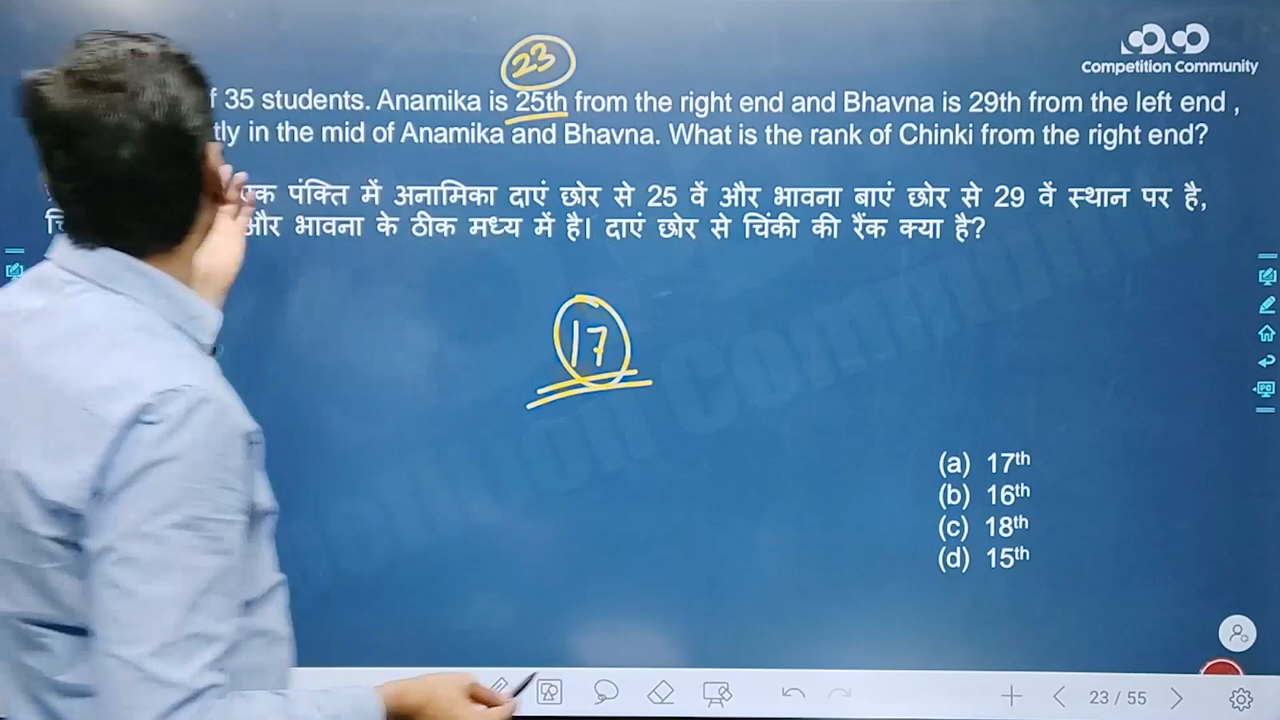 Competition Community
23
f 35 students. Anamika is 25th from the right end and Bhavna is 29th from the left end ,
tly in the mid of Anamika and Bhavna. What is the rank of Chinki from the right end?
एक पंक्ति में अनामिका दाएं छोर से 25 वें और भावना बाएं छोर से 29 वें स्थान पर है,
और भावना के ठीक मध्य में है। दाएं छोर से चिंकी की रैंक क्या है?
17
(a) 17th
(b) 16th
(c) 18th
(d) 15th
PC
23 / 55